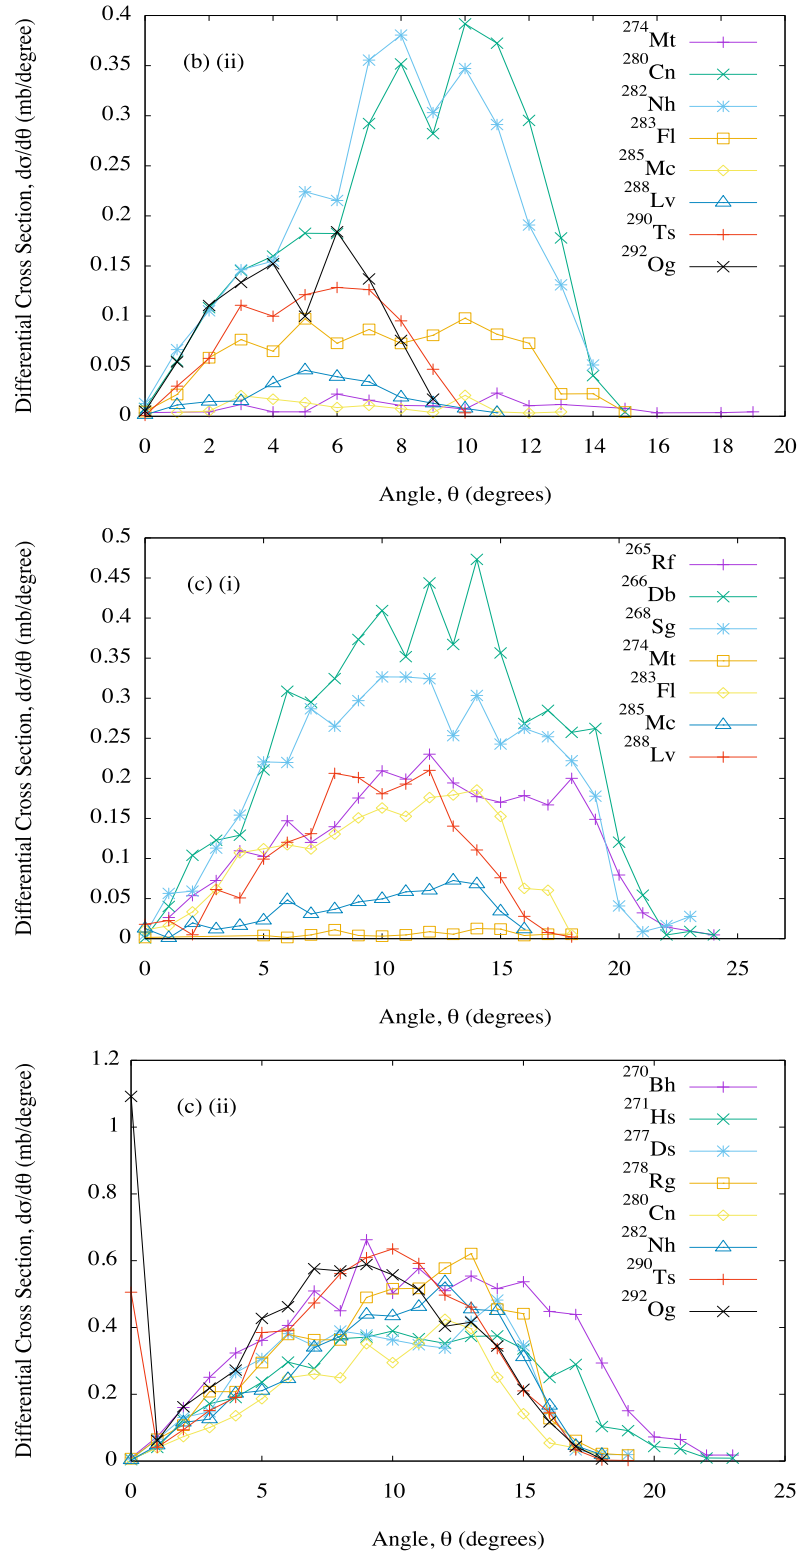 Differential Cross Section, dσ/dθ (mb/degree)
0.4
0.35
0.3
0.25
0.2
0.15
0.1
0.05
0
(b) (ii)
274Mt
280Cn
282Nh
283Fl
285Mc
288Lv
290Ts
292Og
0 2 4 6 8 10 12 14 16 18 20
Angle, θ (degrees)
Differential Cross Section, dσ/dθ (mb/degree)
0.5
0.45
0.4
0.35
0.3
0.25
0.2
0.15
0.1
0.05
0
(c) (i)
265Rf
266Db
268Sg
274Mt
283Fl
285Mc
288Lv
0 5 10 15 20 25
Angle, θ (degrees)
Differential Cross Section, dσ/dθ (mb/degree)
1.2
1
0.8
0.6
0.4
0.2
0
(c) (ii)
270Bh
271Hs
277Ds
278Rg
280Cn
282Nh
290Ts
292Og
0 5 10 15 20 25
Angle, θ (degrees)